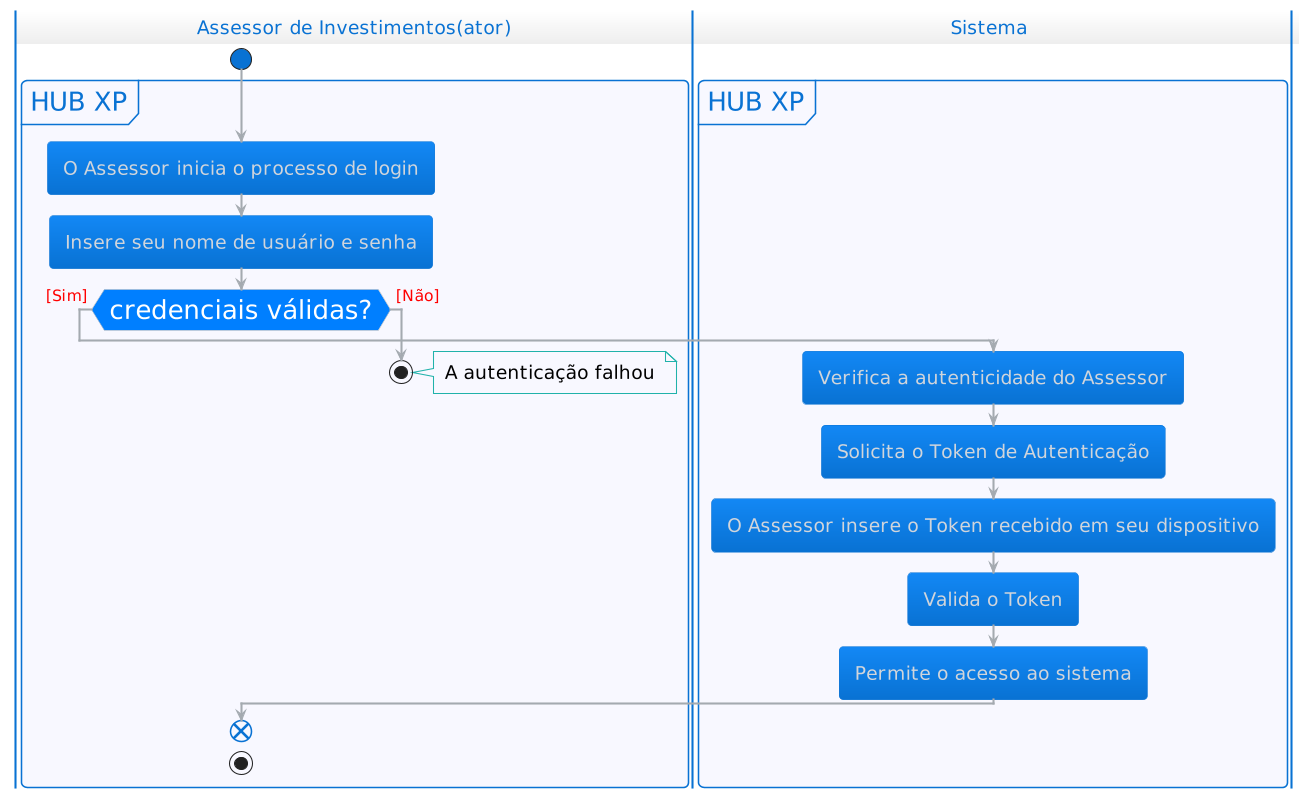 Assessor de Investimentos(ator)
Sistema
HUB XP
HUB XP
O Assessor inicia o processo de login
Insere seu nome de usuário e senha
[Sim]
credenciais válidas?
[Não]
A autenticação falhou
Verifica a autenticidade do Assessor
Solicita o Token de Autenticação
O Assessor insere o Token recebido em seu dispositivo
Valida o Token
Permite o acesso ao sistema